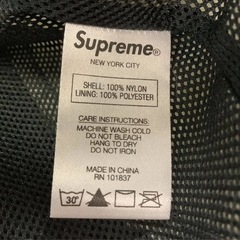 Supreme®
NEW YORK CITY
SHELL: 100% NYLON
LINING: 100% POLYESTER
CARE INSTRUCTIONS:
MACHINE WASH COLD
DO NOT BLEACH
HANG TO DRY
DO NOT IRON
MADE IN CHINA
RN 101837
30°